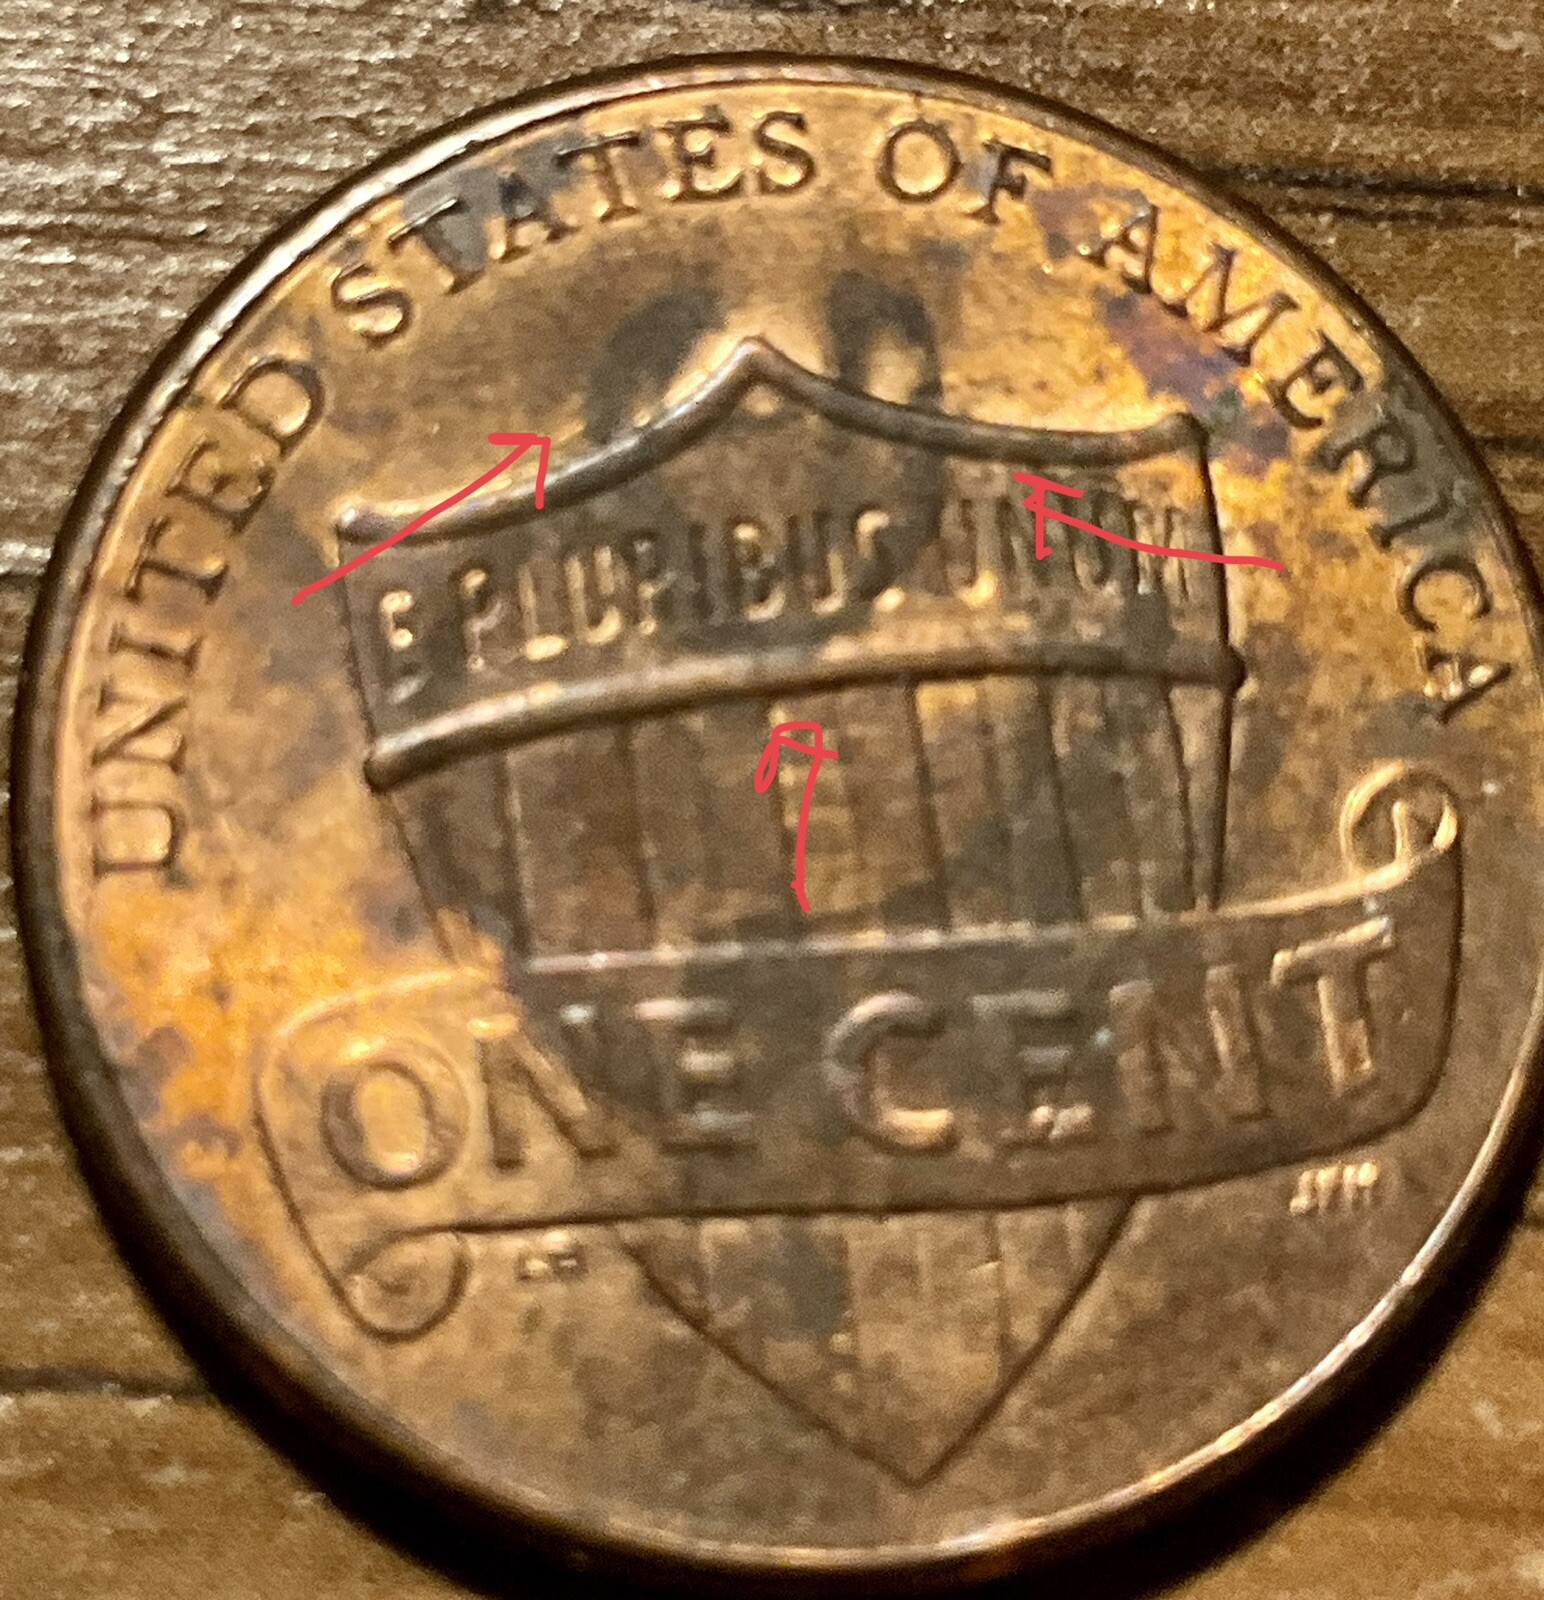 UNITED STATES OF AMERICA
E PLURIBUS UNUM
ONE CENT